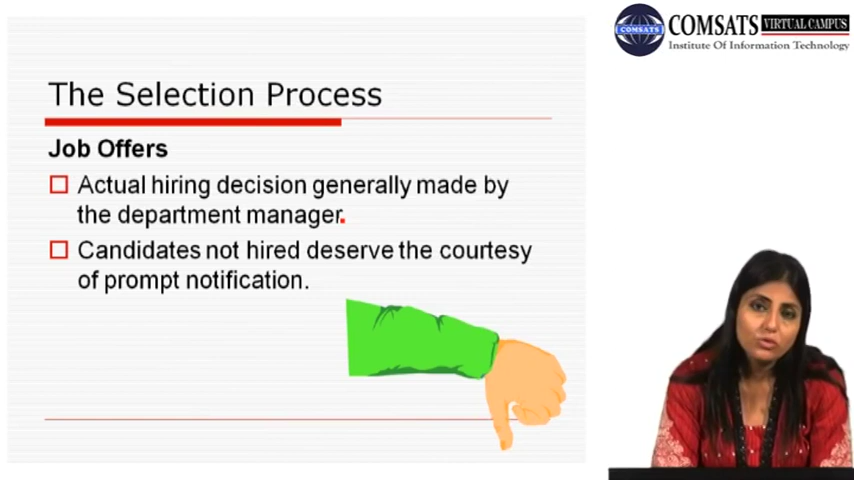 The Selection Process
Job Offers
Actual hiring decision generally made by
the department manager.
Candidates not hired deserve the courtesy
of prompt notification.
COMSATS
COMSATS VIRTUAL CAMPUS
Institute Of Information Technology